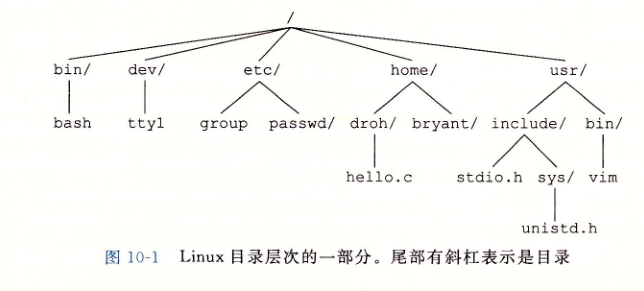 /
bin/ dev/ etc/ home/ usr/
bash tty1 group passwd/ droh/ bryant/ include/ bin/
hello.c stdio.h sys/ vim
unistd.h
图 10-1 Linux 目录层次的一部分。尾部有斜杠表示是目录